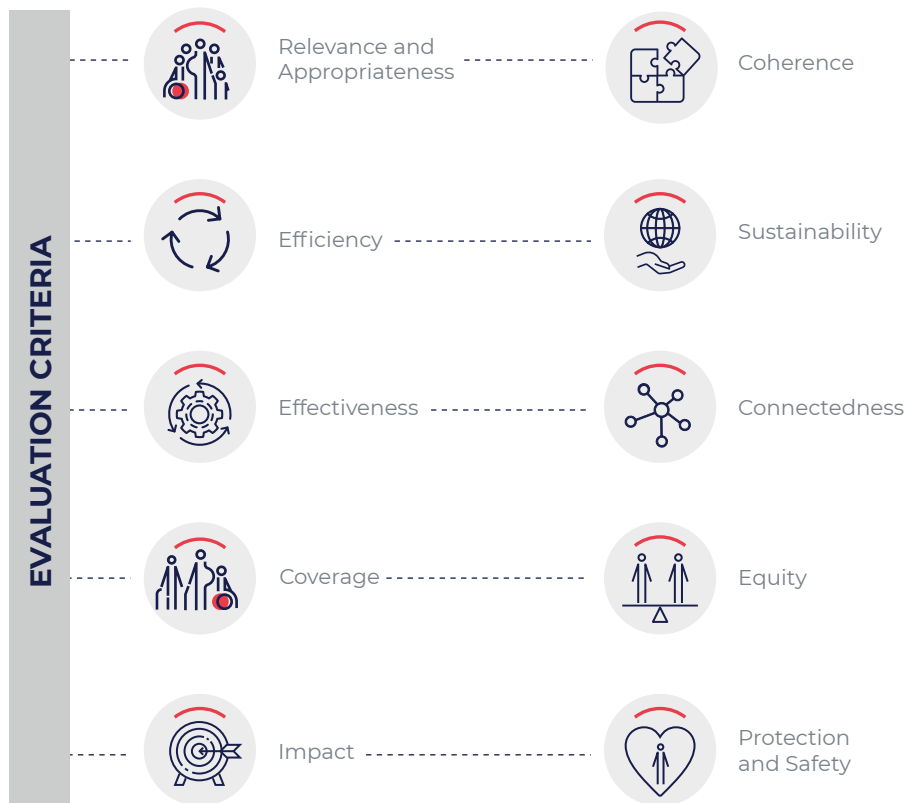 EVALUATION CRITERIA
Relevance and
Appropriateness
Coherence
Efficiency
Sustainability
Effectiveness
Connectedness
Coverage
Equity
Impact
Protection
and Safety